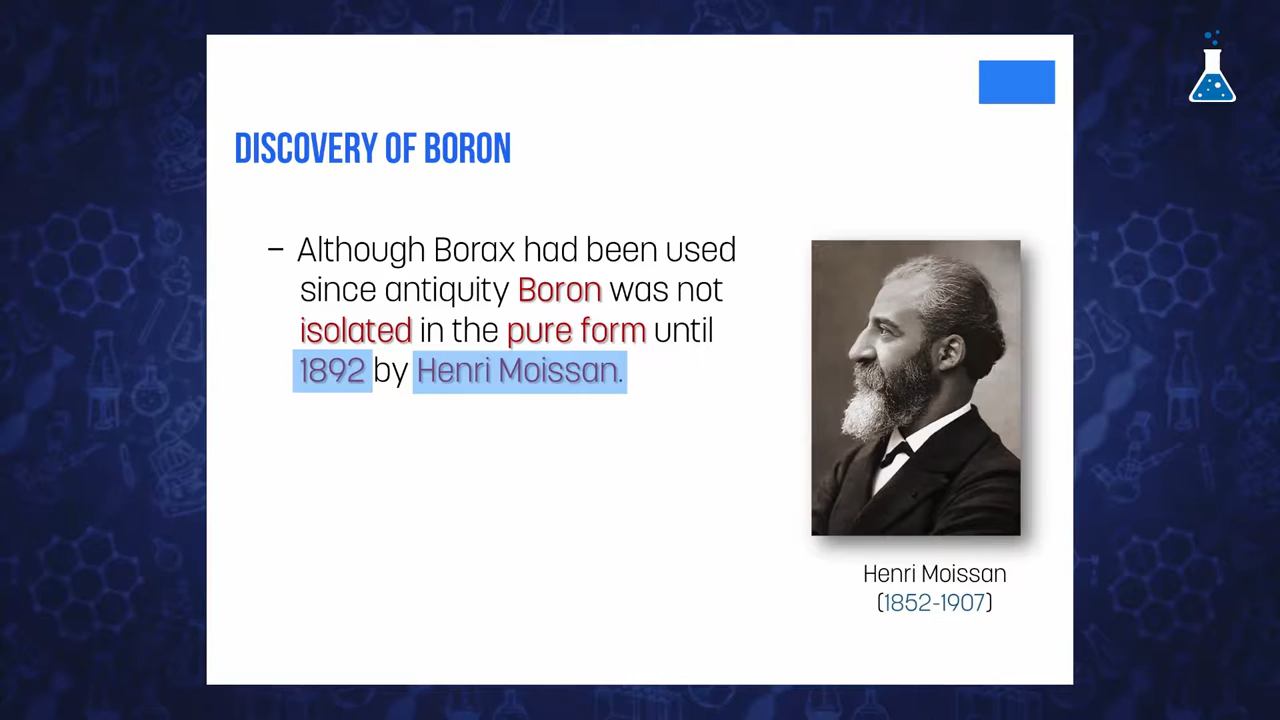 DISCOVERY OF BORON
– Although Borax had been used
since antiquity Boron was not
isolated in the pure form until
1892 by Henri Moissan.
Henri Moissan
(1852-1907)